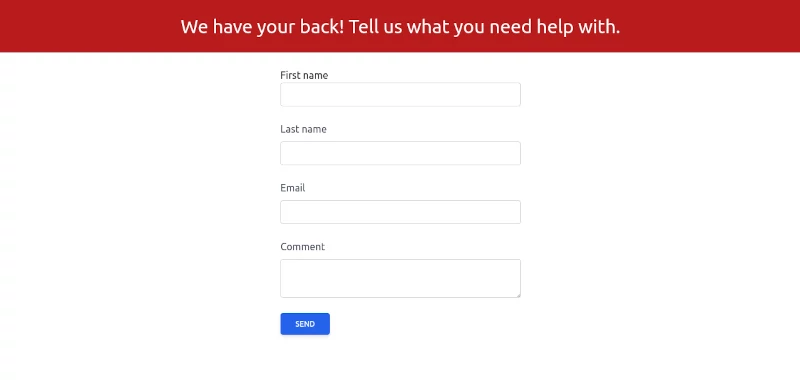 We have your back! Tell us what you need help with.
First name
Last name
Email
Comment
SEND